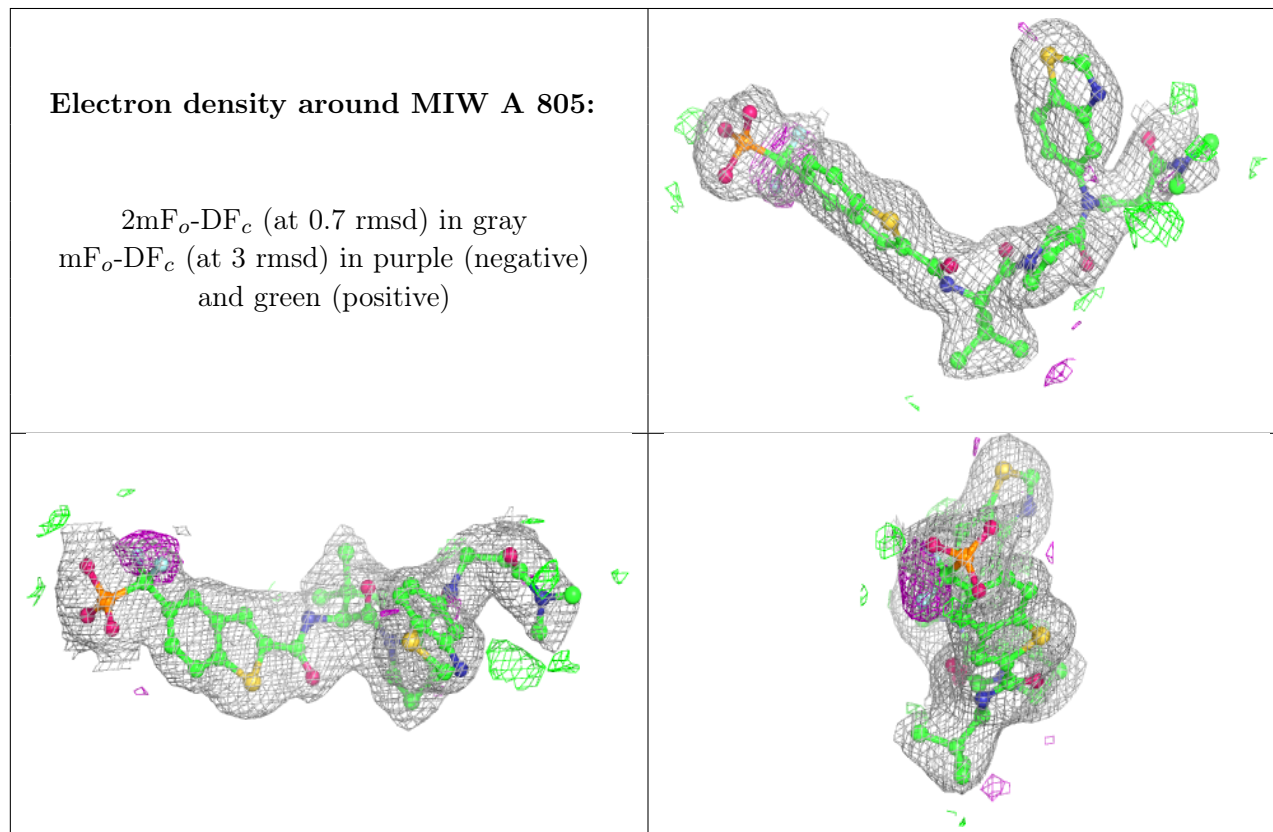 Electron density around MIW A 805:
2mFo-DFc (at 0.7 rmsd) in gray
mFo-DFc (at 3 rmsd) in purple (negative)
and green (positive)